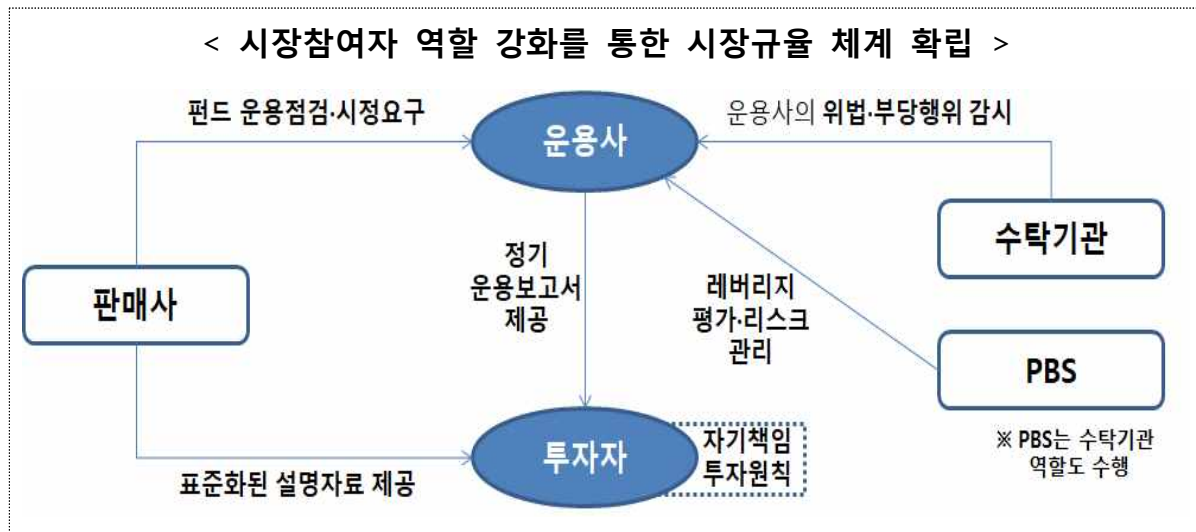 < 시장참여자 역할 강화를 통한 시장규율 체계 확립 >
펀드 운용점검·시정요구
운용사의 위법·부당행위 감시
운용사
수탁기관
판매사
정기
운용보고서
제공
레버리지
평가·리스크
관리
PBS
※ PBS는 수탁기관
역할도 수행
투자자
자기책임
투자원칙
표준화된 설명자료 제공